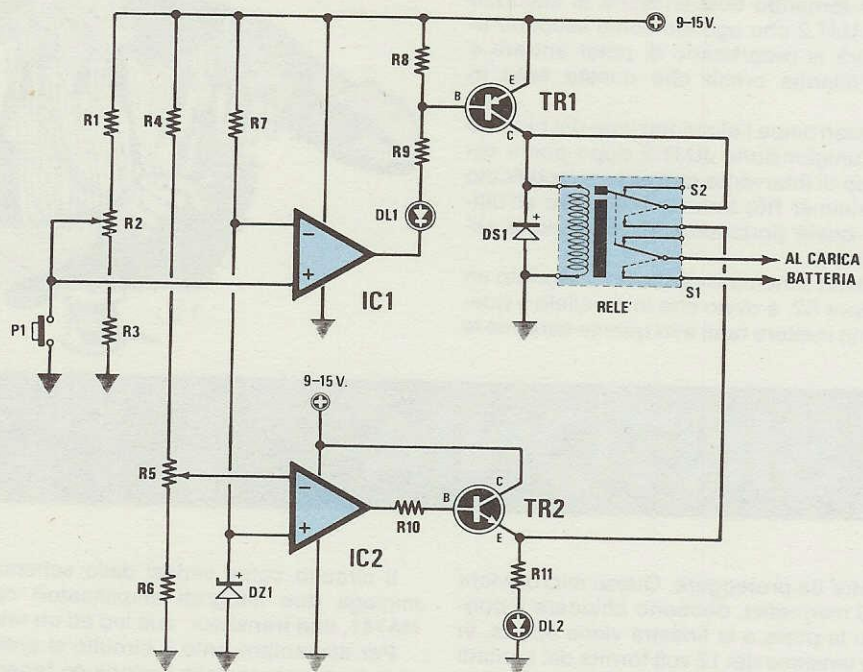 9-15 V.
R8
E
B
TR1
C
R1
R4
R7
R9
S2
DL1
DS1
R2
AL CARICA
BATTERIA
S1
RELE'
IC1
P1
R3
9-15 V.
R5
C
B
TR2
R10
E
IC2
R11
R6
DZ1
DL2